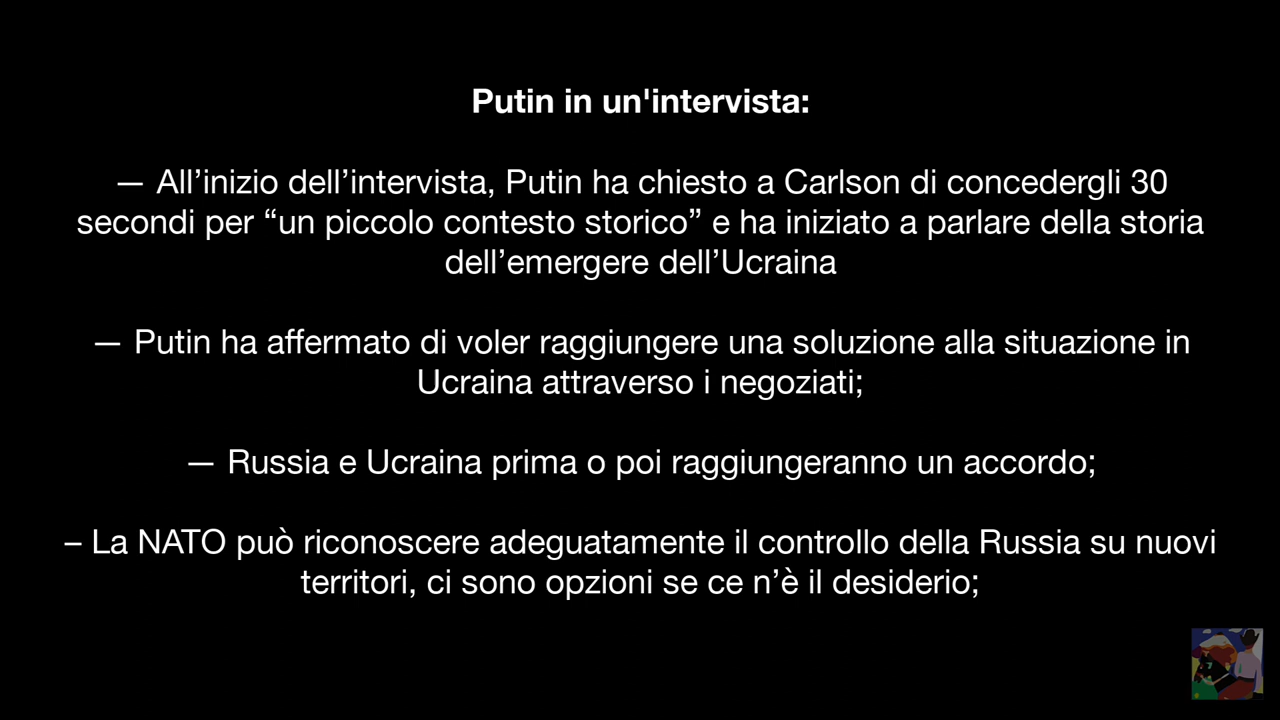 Putin in un'intervista:
— All’inizio dell’intervista, Putin ha chiesto a Carlson di concedergli 30
secondi per “un piccolo contesto storico” e ha iniziato a parlare della storia
dell’emergere dell’Ucraina
— Putin ha affermato di voler raggiungere una soluzione alla situazione in
Ucraina attraverso i negoziati;
— Russia e Ucraina prima o poi raggiungeranno un accordo;
– La NATO può riconoscere adeguatamente il controllo della Russia su nuovi
territori, ci sono opzioni se ce n’è il desiderio;